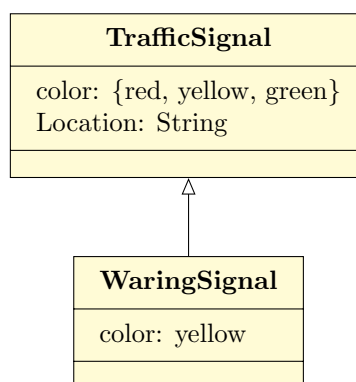 TrafficSignal
color: {red, yellow, green}
Location: String
WaringSignal
color: yellow